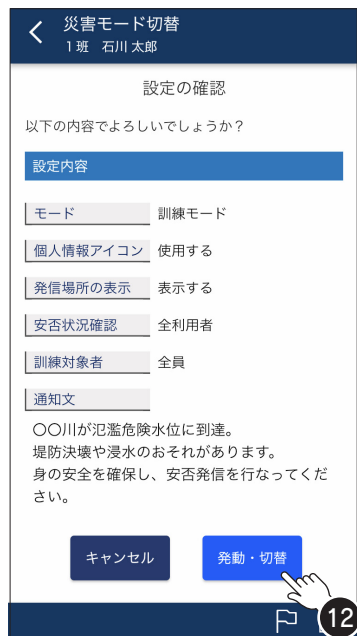 災害モード切替
1班 石川太郎
設定の確認
以下の内容でよろしいでしょうか？
設定内容
モード 訓練モード
個人情報アイコン 使用する
発信場所の表示 表示する
安否状況確認 全利用者
訓練対象者 全員
通知文
〇〇川が氾濫危険水位に到達。
堤防決壊や浸水のおそれがあります。
身の安全を確保し、安否発信を行なってくだ
さい。
キャンセル 発動・切替
12